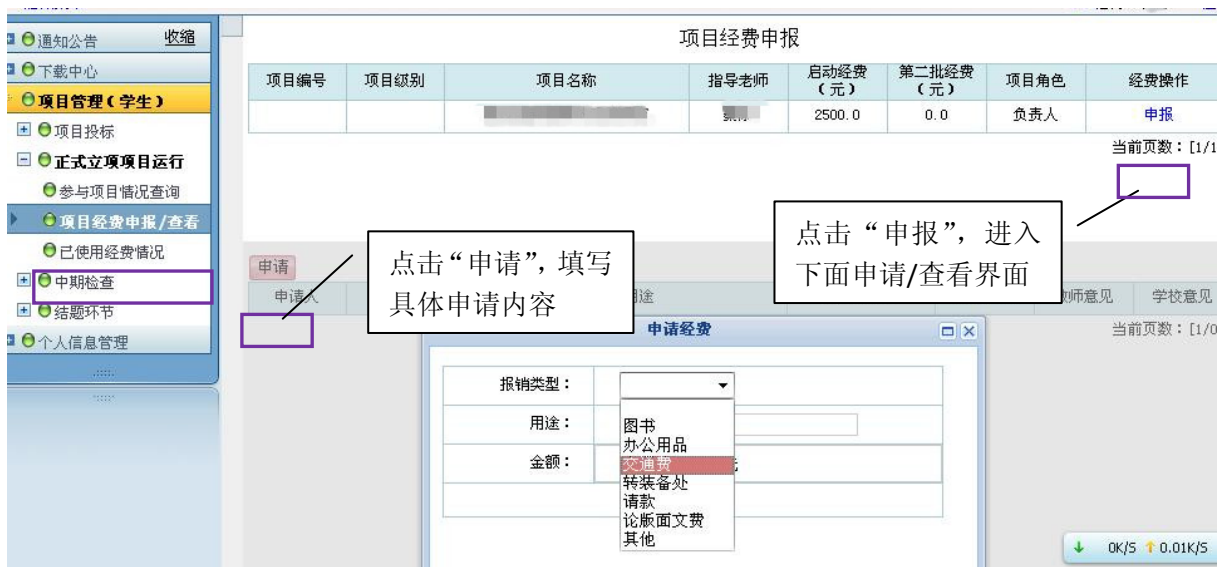 通知公告 收缩
下载中心
项目管理(学生)
项目投标
正式立项项目运行
参与项目情况查询
项目经费申报/查看
已使用经费情况
中期检查
结题环节
个人信息管理
项目经费申报
项目编号 项目级别 项目名称 指导老师 启动经费(元) 第二批经费(元) 项目角色 经费操作
2500.0 0.0 负责人 申报
当前页数：[1/1
点击“申报”，进入
下面申请/查看界面
点击“申请”，填写
具体申请内容
申请
申请人 用途 教师意见 学校意见
当前页数：[1/0
申请经费
报销类型：
用途：
金额：
图书
办公用品
交通费
转装备处
请款
论版面文费
其他
0K/S 0.01K/S